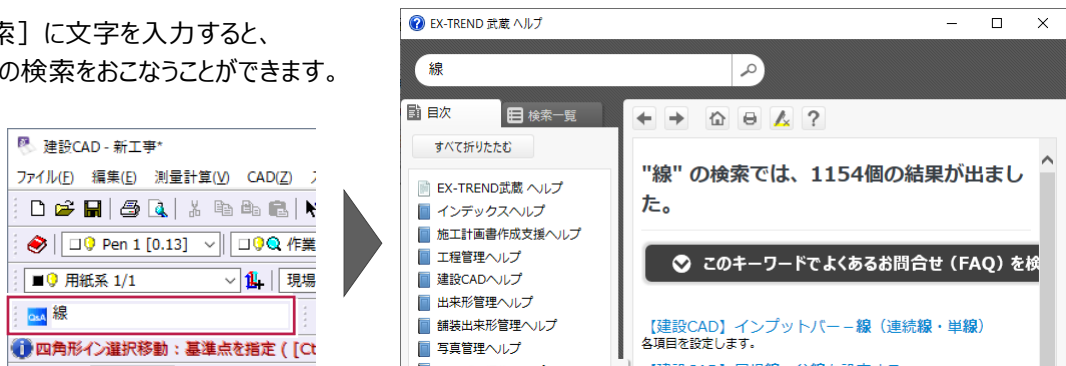 索］に文字を入力すると、
の検索をおこなうことができます。
建設CAD - 新工事*
ファイル(F) 編集(E) 測量計算(V) CAD(Z)
Pen 1 [0.13] 作業
用紙系 1/1 現場
Q&A 線
四角形イン選択移動：基準点を指定 ( [Ct
EX-TREND 武蔵 ヘルプ
線
目次 検索一覧
すべて折りたたむ
EX-TREND武蔵 ヘルプ
インデックスヘルプ
施工計画書作成支援ヘルプ
工程管理ヘルプ
建設CADヘルプ
出来形管理ヘルプ
舗装出来形管理ヘルプ
写真管理ヘルプ
"線" の検索では、1154個の結果が出まし
た。
このキーワードでよくあるお問合せ（FAQ）を検
【建設CAD】インプットバー－線（連続線・単線）
各項目を設定します。